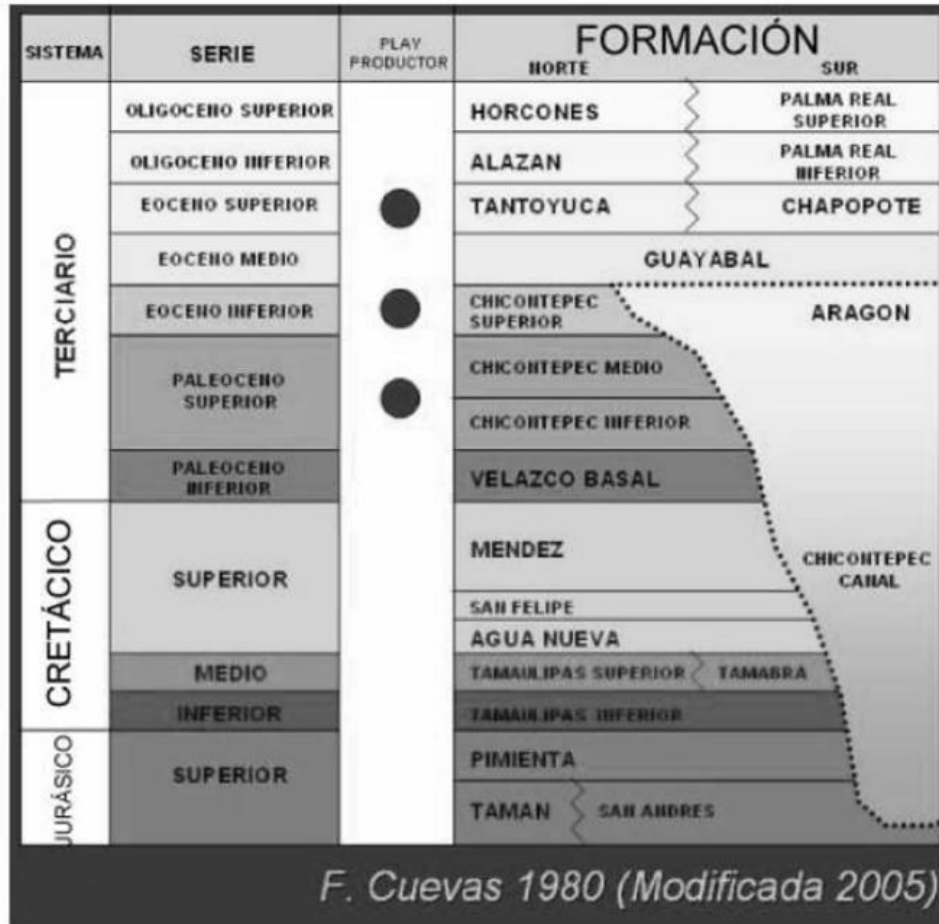 SISTEMA
SERIE
PLAY
PRODUCTOR
FORMACIÓN
NORTE
SUR
TERCIARIO
OLIGOCENO SUPERIOR
HORCONES
PALMA REAL
SUPERIOR
OLIGOCENO INFERIOR
ALAZAN
PALMA REAL
INFERIOR
EOCENO SUPERIOR
TANTOYUCA
CHAPOPOTE
EOCENO MEDIO
GUAYABAL
EOCENO INFERIOR
CHICONTEPEC
SUPERIOR
ARAGON
PALEOCENO
SUPERIOR
CHICONTEPEC MEDIO
CHICONTEPEC INFERIOR
PALEOCENO
INFERIOR
VELAZCO BASAL
CRETÁCICO
SUPERIOR
MENDEZ
CHICONTEPEC
CANAL
SAN FELIPE
AGUA NUEVA
MEDIO
TAMAULIPAS SUPERIOR
TAMABRA
INFERIOR
TAMAULIPAS INFERIOR
JURÁSICO
SUPERIOR
PIMIENTA
TAMAN
SAN ANDRES
F. Cuevas 1980 (Modificada 2005)